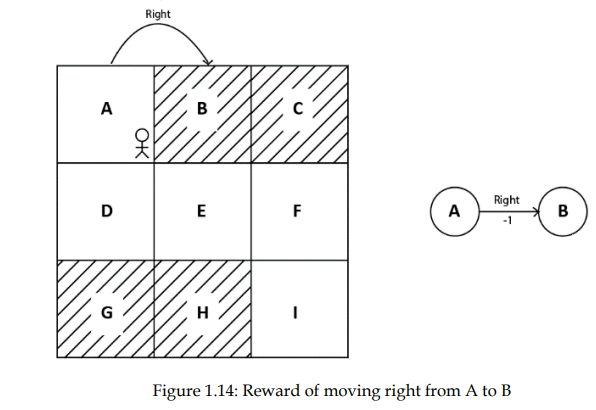 Right
A B C
D E F
G H I
A Right B
-1
Figure 1.14: Reward of moving right from A to B